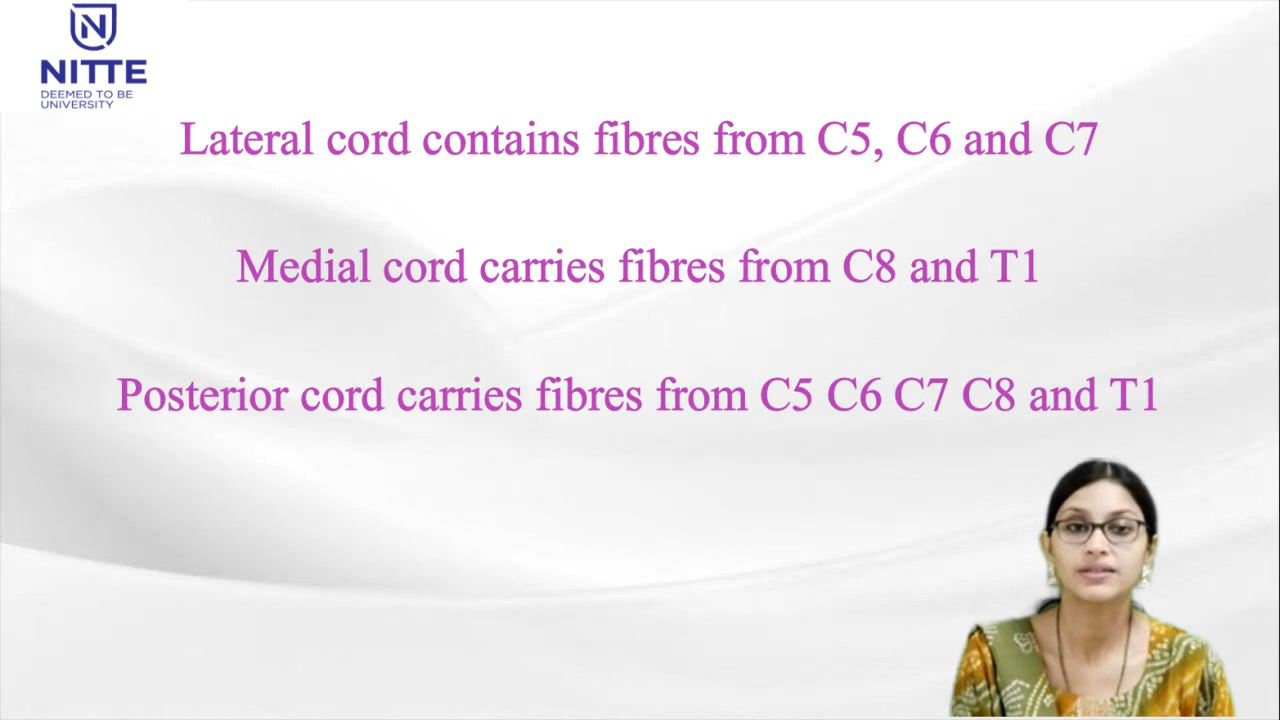 NITTE
DEEMED TO BE
UNIVERSITY
Lateral cord contains fibres from C5, C6 and C7
Medial cord carries fibres from C8 and T1
Posterior cord carries fibres from C5 C6 C7 C8 and T1